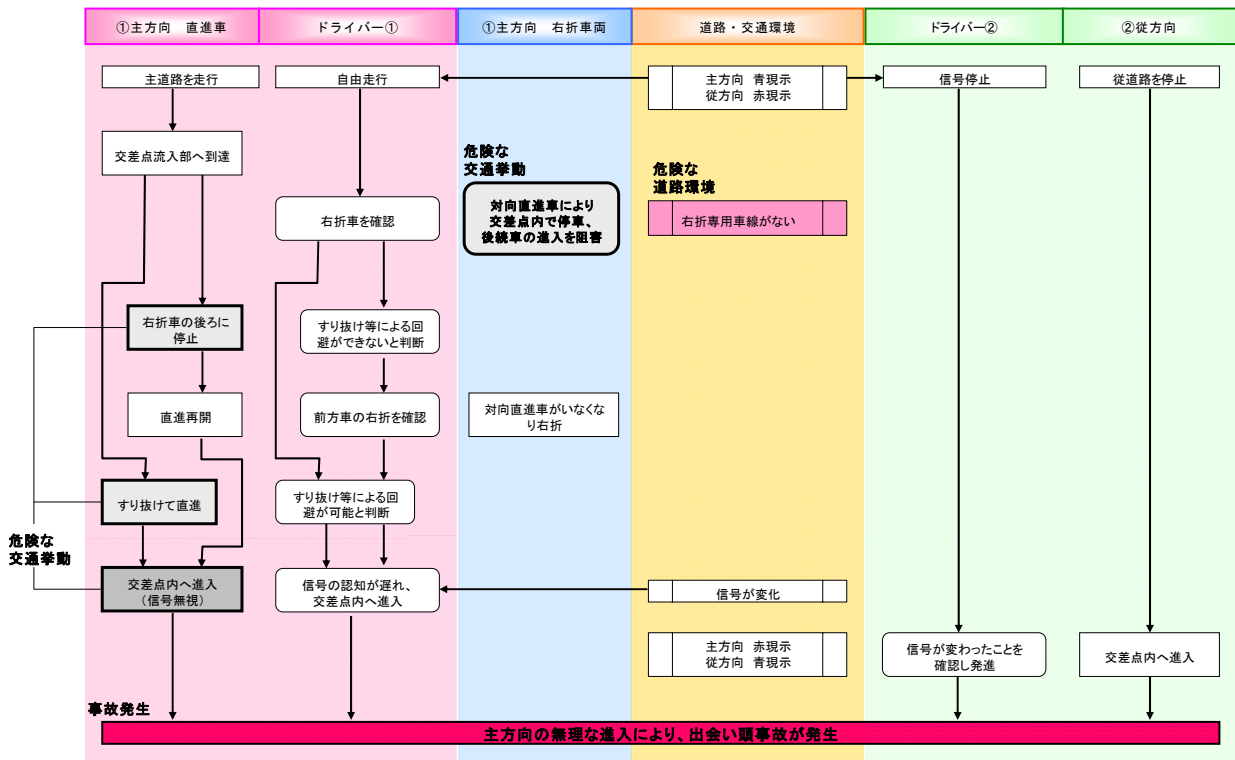 ①主方向　直進車
ドライバー①
①主方向　右折車両
道路・交通環境
ドライバー②
②従方向
主道路を走行
自由走行
主方向　青現示
従方向　赤現示
信号停止
従道路を停止
交差点流入部へ到達
危険な
交通挙動
危険な
道路環境
右折車を確認
対向直進車により
交差点内で停車、
後続車の進入を阻害
右折専用車線がない
右折車の後ろに
停止
すり抜け等による回
避ができないと判断
直進再開
前方車の右折を確認
対向直進車がいなくな
り右折
すり抜けて直進
すり抜け等による回
避が可能と判断
危険な
交通挙動
交差点内へ進入
（信号無視）
信号の認知が遅れ、
交差点内へ進入
信号が変化
主方向　赤現示
従方向　青現示
信号が変わったことを
確認し発進
交差点内へ進入
事故発生
主方向の無理な進入により、出会い頭事故が発生